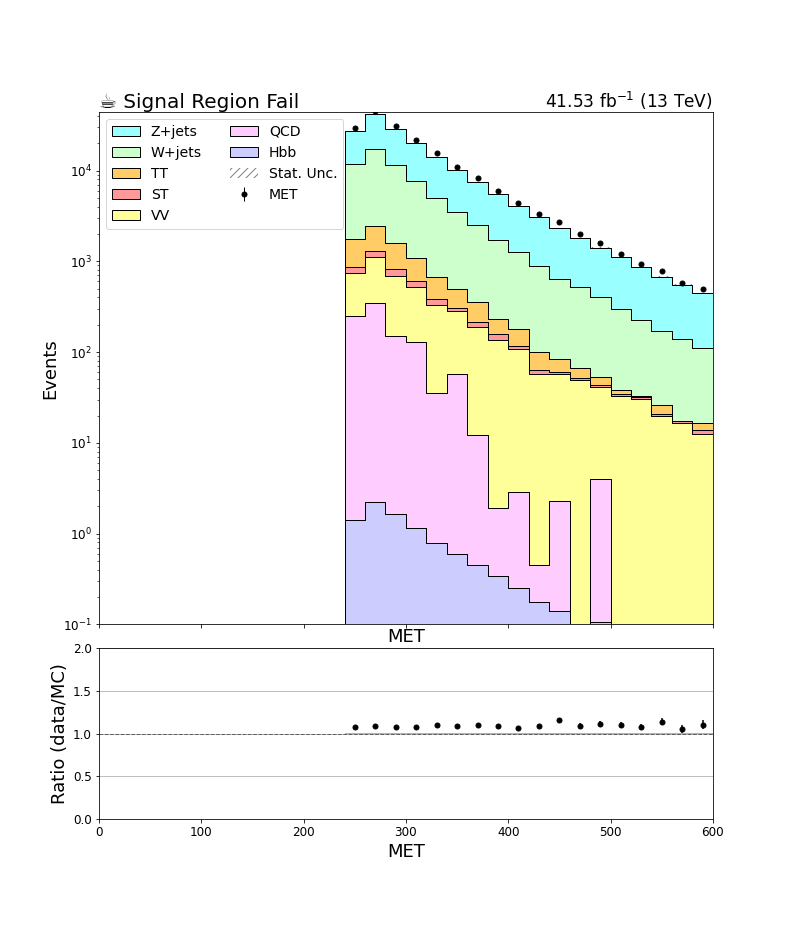 ☕ Signal Region Fail
41.53 fb⁻¹ (13 TeV)
Z+jets
W+jets
TT
ST
VV
QCD
Hbb
Stat. Unc.
MET
Events
10⁴
10³
10²
10¹
10⁰
10⁻¹
MET
Ratio (data/MC)
2.0
1.5
1.0
0.5
0.0
0 100 200 300 400 500 600
MET